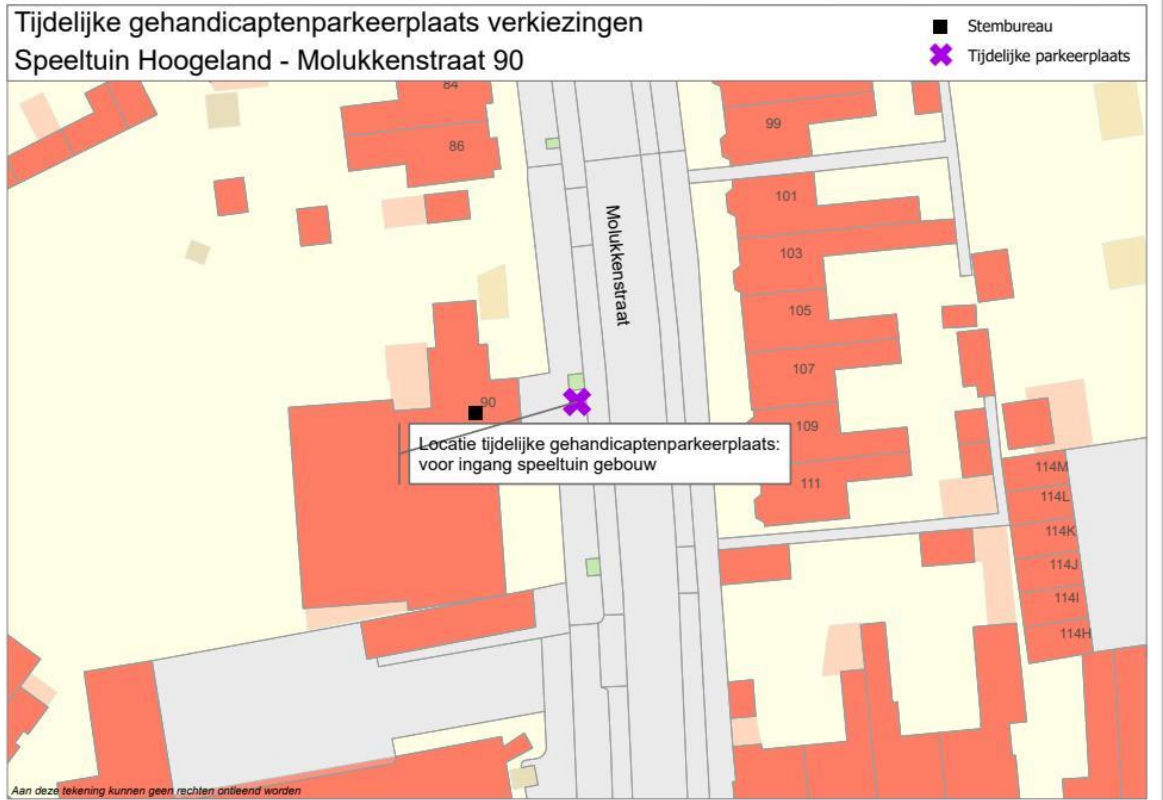 Tijdelijke gehandicaptenparkeerplaats verkiezingen
Speeltuin Hoogeland - Molukkenstraat 90
Stembureau
Tijdelijke parkeerplaats
84
86
99
101
103
105
107
109
111
Molukkenstraat
90
Locatie tijdelijke gehandicaptenparkeerplaats:
voor ingang speeltuin gebouw
114M
114L
114K
114J
114I
114H
Aan deze tekening kunnen geen rechten ontleend worden